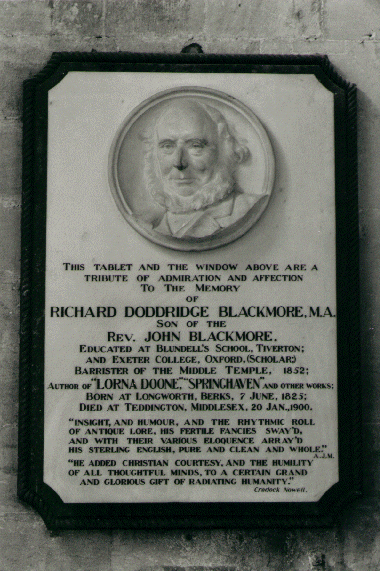 THIS TABLET AND THE WINDOW ABOVE ARE A
TRIBUTE OF ADMIRATION AND AFFECTION
TO THE MEMORY
OF
RICHARD DODDRIDGE BLACKMORE, M.A.
SON OF THE
REV. JOHN BLACKMORE.
EDUCATED AT BLUNDELL'S SCHOOL, TIVERTON;
AND EXETER COLLEGE, OXFORD, (SCHOLAR)
BARRISTER OF THE MIDDLE TEMPLE, 1852;
AUTHOR OF "LORNA DOONE", "SPRINGHAVEN" AND OTHER WORKS;
BORN AT LONGWORTH, BERKS, 7 JUNE, 1825;
DIED AT TEDDINGTON, MIDDLESEX, 20 JAN., 1900.
"INSIGHT, AND HUMOUR, AND THE RHYTHMIC ROLL
OF ANTIQUE LORE, HIS FERTILE FANCIES SWAY'D,
AND WITH THEIR VARIOUS ELOQUENCE ARRAY'D
HIS STERLING ENGLISH, PURE AND CLEAN AND WHOLE."
A.J.M.
"HE ADDED CHRISTIAN COURTESY, AND THE HUMILITY
OF ALL THOUGHTFUL MINDS, TO A CERTAIN GRAND
AND GLORIOUS GIFT OF RADIATING HUMANITY."
Cradock Nowell.